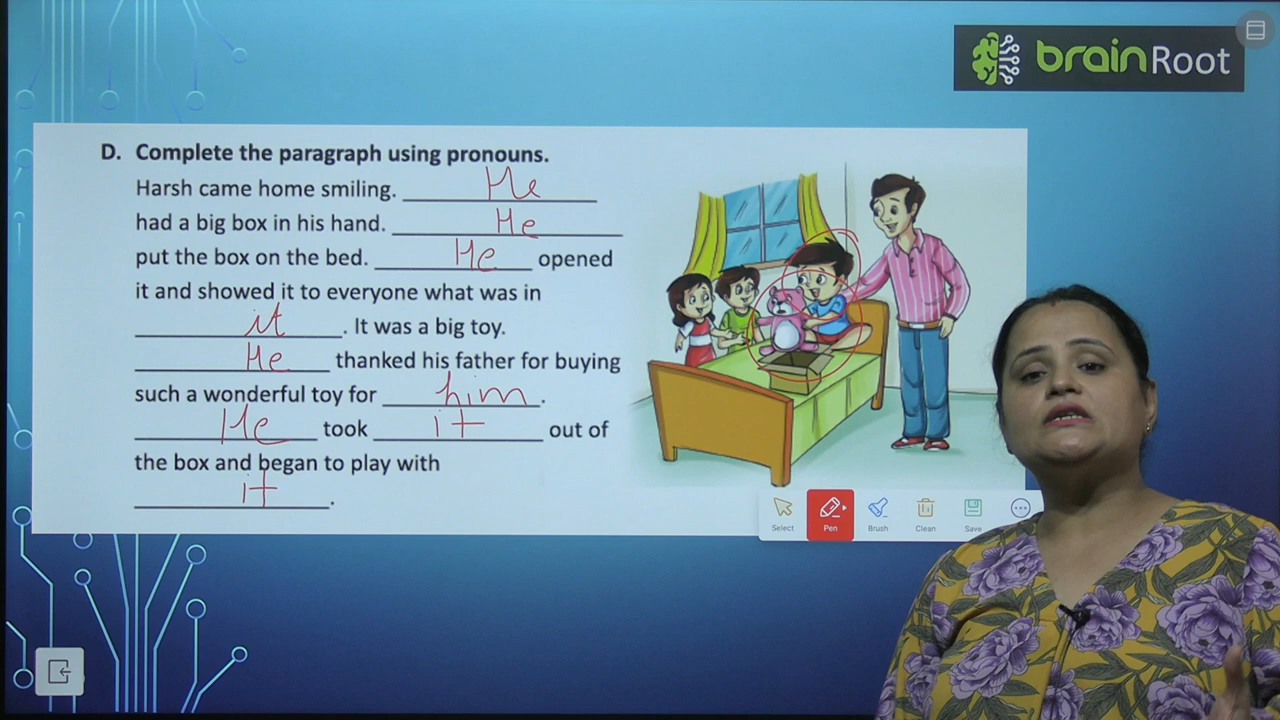 brainRoot
D. Complete the paragraph using pronouns.
Harsh came home smiling. He
had a big box in his hand. He
put the box on the bed. He opened
it and showed it to everyone what was in
it. It was a big toy.
He thanked his father for buying
such a wonderful toy for him.
He took it out of
the box and began to play with
it.
Select Pen Brush Clean Save